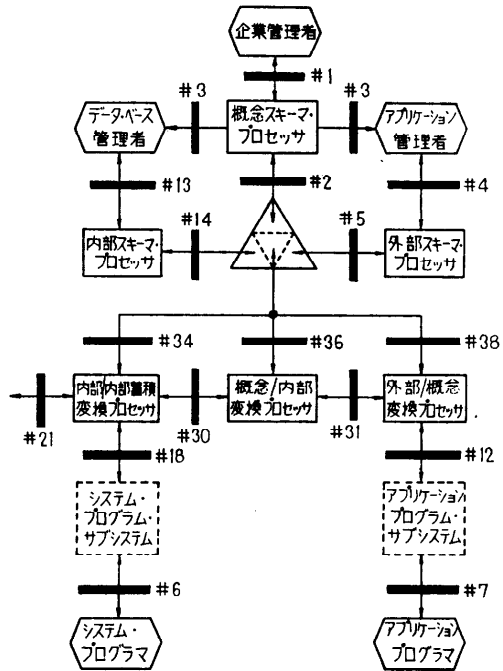 企業管理者
#1
#3
#3
データ・ベース
管理者
概念スキーマ・
プロセッサ
アプリケーション
管理者
#13
#2
#4
#14
#5
内部スキーマ・
プロセッサ
外部スキーマ・
プロセッサ
#34
#36
#38
内部/内部蓄積
変換プロセッサ
概念/内部
変換プロセッサ
外部/概念
変換プロセッサ
#21
#30
#31
#18
#12
システム・
プログラム・
サブシステム
アプリケーション
プログラム・
サブシステム
#6
#7
システム・
プログラマ
アプリケーション
プログラマ